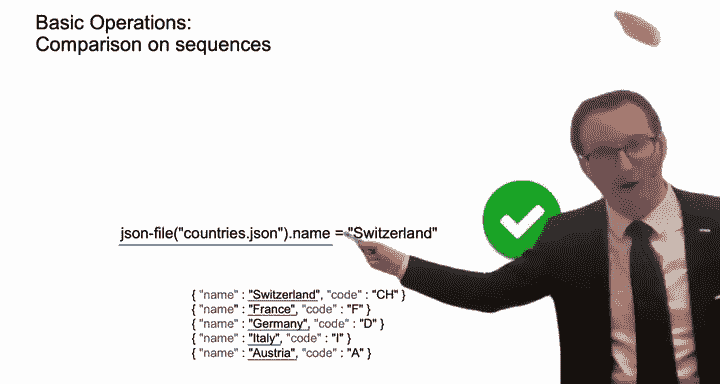 Basic Operations:
Comparison on sequences
json-file("countries.json").name = "Switzerland"
{ "name" : "Switzerland", "code" : "CH" }
{ "name" : "France", "code" : "F" }
{ "name" : "Germany", "code" : "D" }
{ "name" : "Italy", "code" : "I" }
{ "name" : "Austria", "code" : "A" }